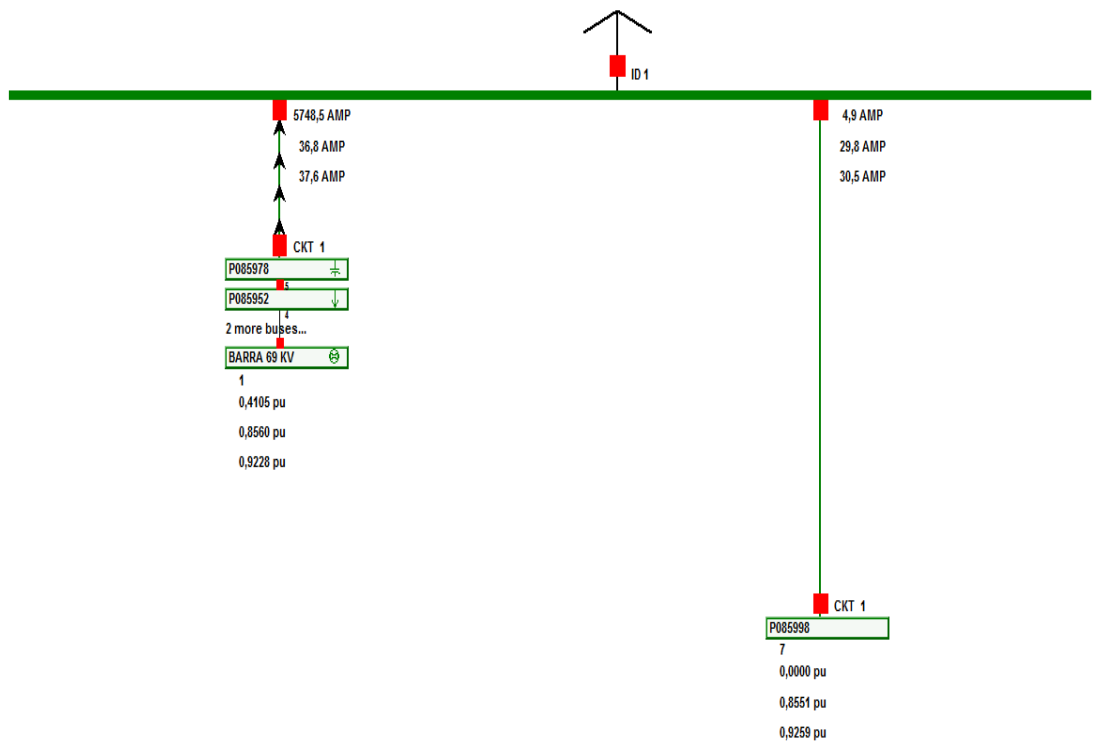 ID 1
5748,5 AMP
36,8 AMP
37,6 AMP
4,9 AMP
29,8 AMP
30,5 AMP
CKT 1
P085978
5
P085952
4
2 more buses...
BARRA 69 KV
1
0,4105 pu
0,8560 pu
0,9228 pu
CKT 1
P085998
7
0,0000 pu
0,8551 pu
0,9259 pu